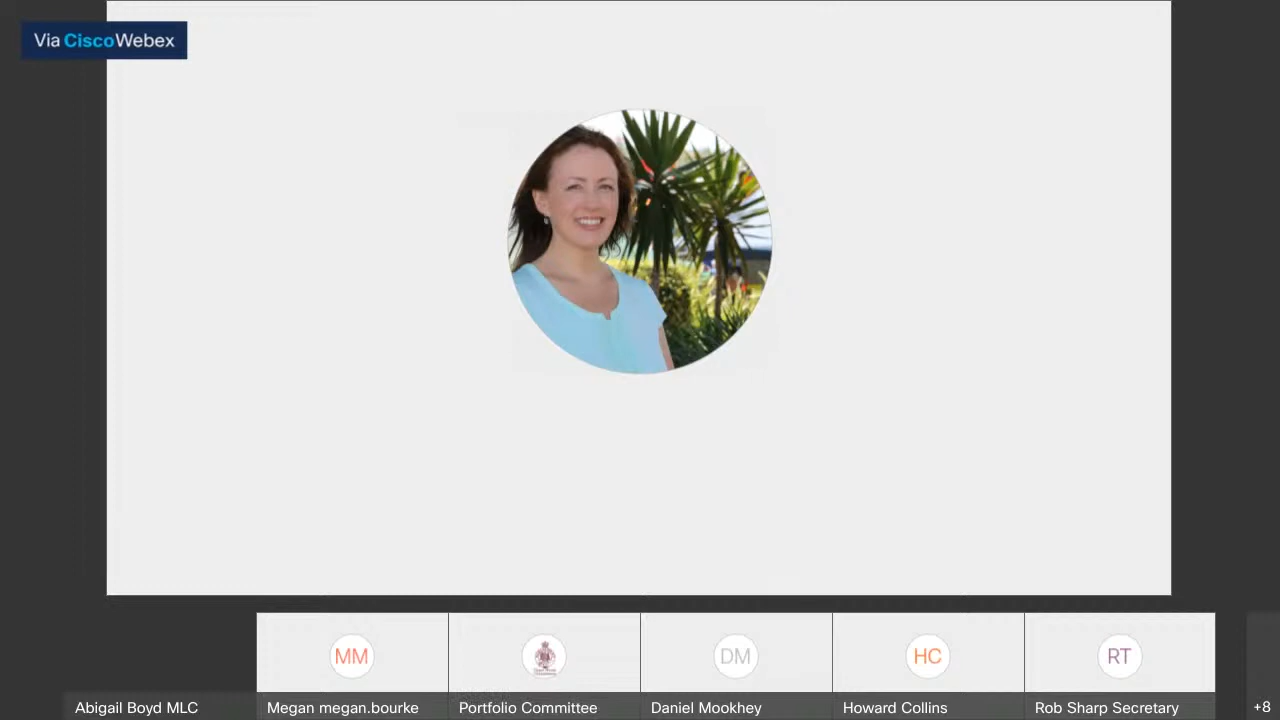 Via CiscoWebex
MM
DM
HC
RT
Abigail Boyd MLC
Megan megan.bourke
Portfolio Committee
Daniel Mookhey
Howard Collins
Rob Sharp Secretary
+8